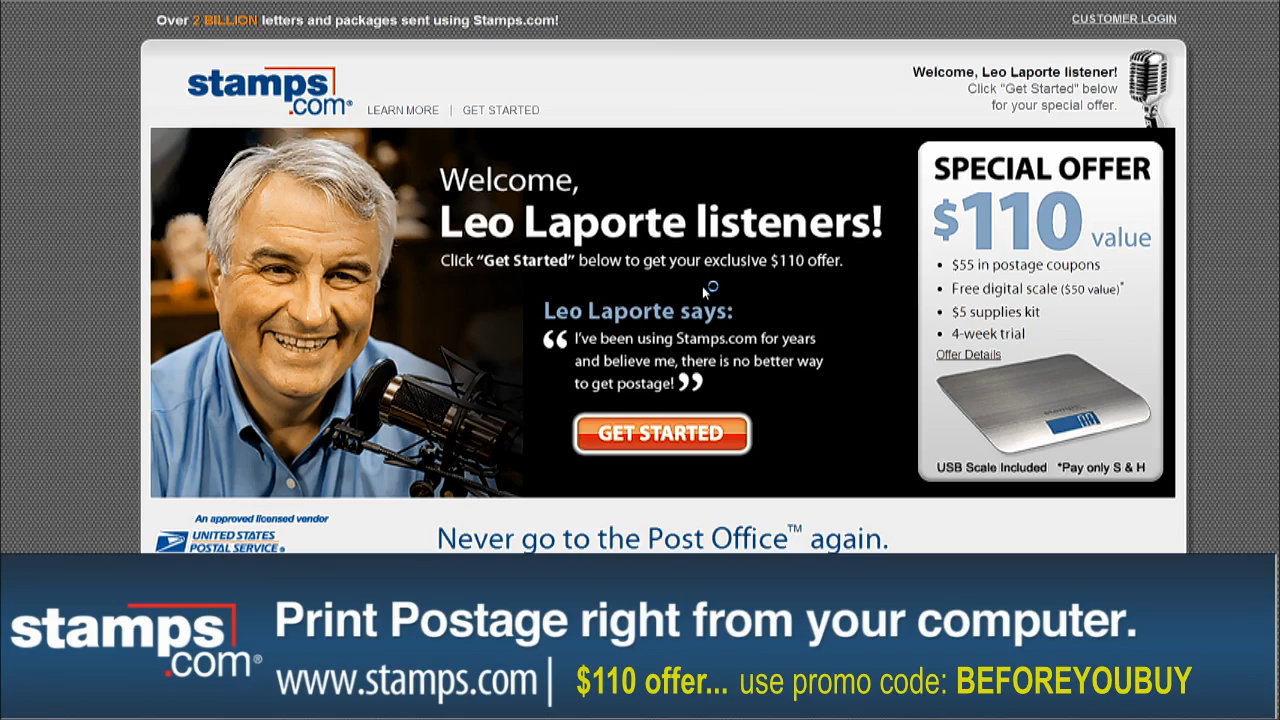 Over 2 BILLION letters and packages sent using Stamps.com!
CUSTOMER LOGIN
stamps
.com®
LEARN MORE | GET STARTED
Welcome, Leo Laporte listener!
Click "Get Started" below
for your special offer.
Welcome,
Leo Laporte listeners!
Click “Get Started” below to get your exclusive $110 offer.
Leo Laporte says:
“ I've been using Stamps.com for years
and believe me, there is no better way
to get postage! ”
GET STARTED
SPECIAL OFFER
$110 value
• $55 in postage coupons
• Free digital scale ($50 value)*
• $5 supplies kit
• 4-week trial
Offer Details
USB Scale Included *Pay only S & H
An approved licensed vendor
UNITED STATES
POSTAL SERVICE®
Never go to the Post Office™ again.
stamps
.com®
Print Postage right from your computer.
www.stamps.com | $110 offer... use promo code: BEFOREYOUBUY